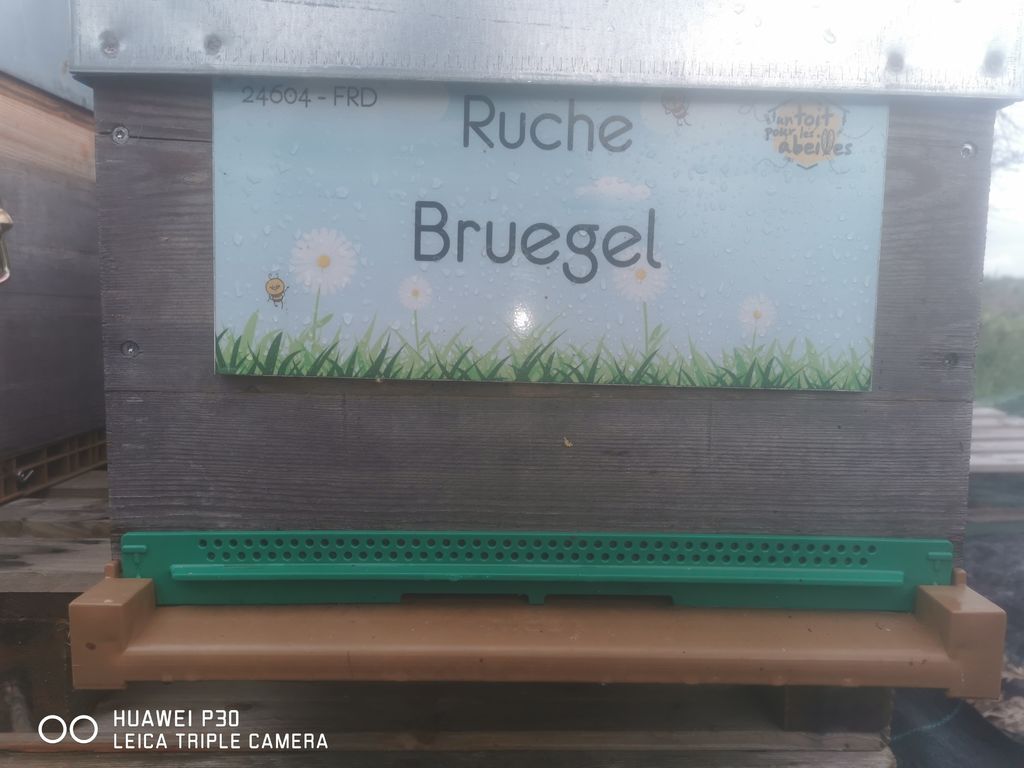 24604 - FRD
Ruche
Bruegel
un toit
pour les
abeilles
HUAWEI P30
LEICA TRIPLE CAMERA